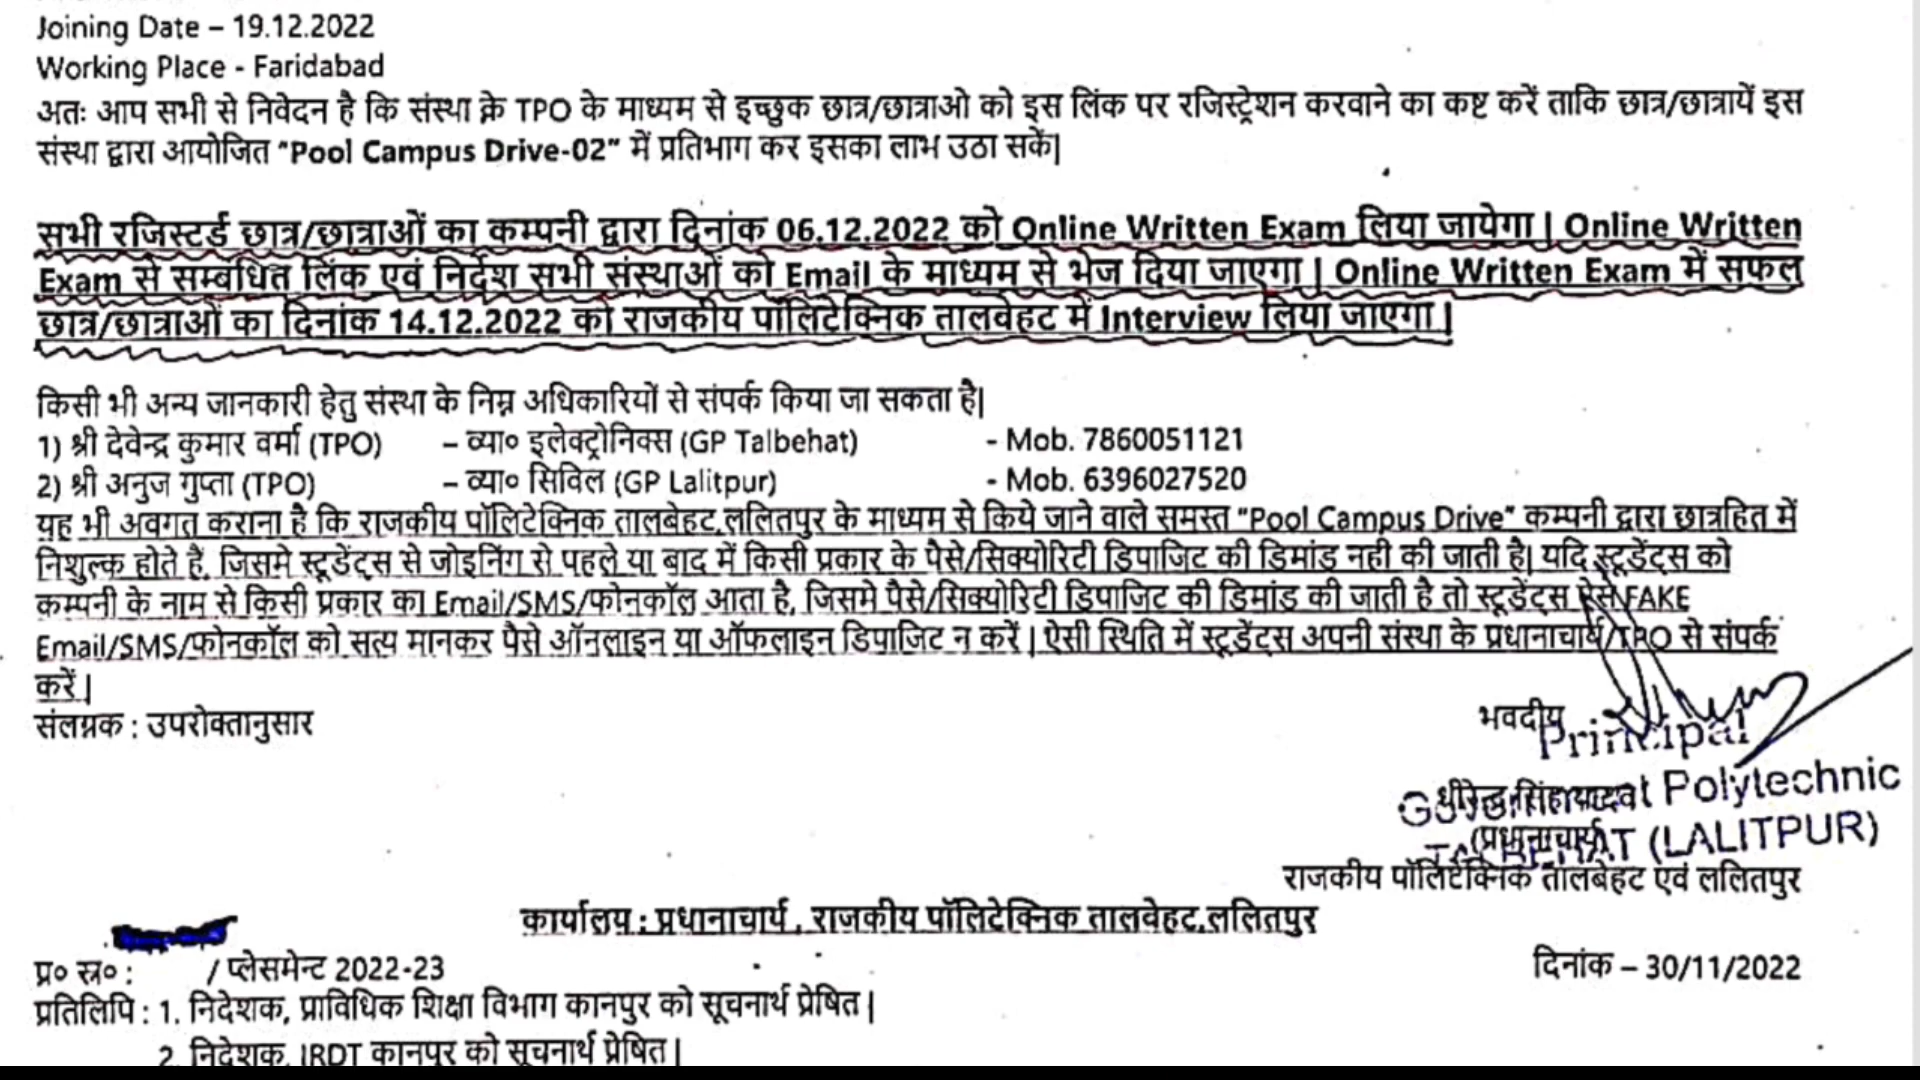 Joining Date – 19.12.2022
Working Place - Faridabad
अतः आप सभी से निवेदन है कि संस्था के TPO के माध्यम से इच्छुक छात्र/छात्राओ को इस लिंक पर रजिस्ट्रेशन करवाने का कष्ट करें ताकि छात्र/छात्रायें इस
संस्था द्वारा आयोजित "Pool Campus Drive-02" में प्रतिभाग कर इसका लाभ उठा सकें|
सभी रजिस्टर्ड छात्र/छात्राओं का कम्पनी द्वारा दिनांक 06.12.2022 को Online Written Exam लिया जायेगा | Online Written
Exam से सम्बंधित लिंक एवं निर्देश सभी संस्थाओं को Email के माध्यम से भेज दिया जाएगा | Online Written Exam में सफल
छात्र/छात्राओं का दिनांक 14.12.2022 को राजकीय पॉलिटेक्निक तालवेहट में Interview लिया जाएगा |
किसी भी अन्य जानकारी हेतु संस्था के निम्न अधिकारियों से संपर्क किया जा सकता है|
1) श्री देवेन्द्र कुमार वर्मा (TPO) – व्या० इलेक्ट्रोनिक्स (GP Talbehat) - Mob. 7860051121
2) श्री अनुज गुप्ता (TPO) – व्या० सिविल (GP Lalitpur) - Mob. 6396027520
यह भी अवगत कराना है कि राजकीय पॉलिटेक्निक तालबेहट,ललितपुर के माध्यम से किये जाने वाले समस्त "Pool Campus Drive" कम्पनी द्वारा छात्रहित में
निशुल्क होते है, जिसमे स्टूडेंट्स से जोइनिंग से पहले या बाद में किसी प्रकार के पैसे/सिक्योरिटी डिपाजिट की डिमांड नही की जाती है| यदि स्टूडेंट्स को
कम्पनी के नाम से किसी प्रकार का Email/SMS/फोनकॉल आता है, जिसमे पैसे/सिक्योरिटी डिपाजिट की डिमांड की जाती है तो स्टूडेंट्स ऐसे FAKE
Email/SMS/फोनकॉल को सत्य मानकर पैसे ऑनलाइन या ऑफलाइन डिपाजिट न करें | ऐसी स्थिति में स्टूडेंट्स अपनी संस्था के प्रधानाचार्य/TPO से संपर्क
करें |
संलग्नक : उपरोक्तानुसार
भवदीय
Principal
धीरेन्द्र सिंह यादव
Government Polytechnic
(प्रधानाचार्य)
TALBEHAT (LALITPUR)
राजकीय पॉलिटेक्निक तालबेहट एवं ललितपुर
कार्यालय : प्रधानाचार्य , राजकीय पॉलिटेक्निक तालवेहट,ललितपुर
प्र० स्न० : / प्लेसमेन्ट 2022-23 दिनांक – 30/11/2022
प्रतिलिपि : 1. निदेशक, प्राविधिक शिक्षा विभाग कानपुर को सूचनार्थ प्रेषित |
2. निदेशक, IRDT कानपुर को सूचनार्थ प्रेषित |